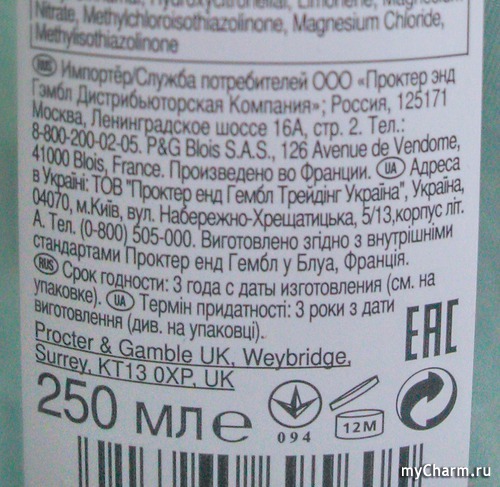 Hydroxycitronellal, Limonene, Magnesium
Nitrate, Methylchloroisothiazolinone, Magnesium Chloride,
Methylisothiazolinone
RUS Импортёр/Служба потребителей ООО «Проктер энд
Гэмбл Дистрибьюторская Компания»; Россия, 125171
Москва, Ленинградское шоссе 16А, стр. 2. Тел.:
8-800-200-02-05. P&G Blois S.A.S., 126 Avenue de Vendome,
41000 Blois, France. Произведено во Франции. UA Адреса
в Україні: ТОВ "Проктер енд Гембл Трейдінг Україна", Україна,
04070, м.Київ, вул. Набережно-Хрещатицька, 5/13,корпус літ.
А. Тел. (0-800) 505-000. Виготовлено згідно з внутрішніми
стандартами Проктер енд Гембл у Блуа, Франція.
RUS Срок годности: 3 года с даты изготовления (см. на
упаковке). UA Термін придатності: 3 роки з дати
виготовлення (див. на упаковці).
Procter & Gamble UK, Weybridge,
Surrey, KT13 0XP, UK
EAC
250 мл e
094
12M
myCharm.ru